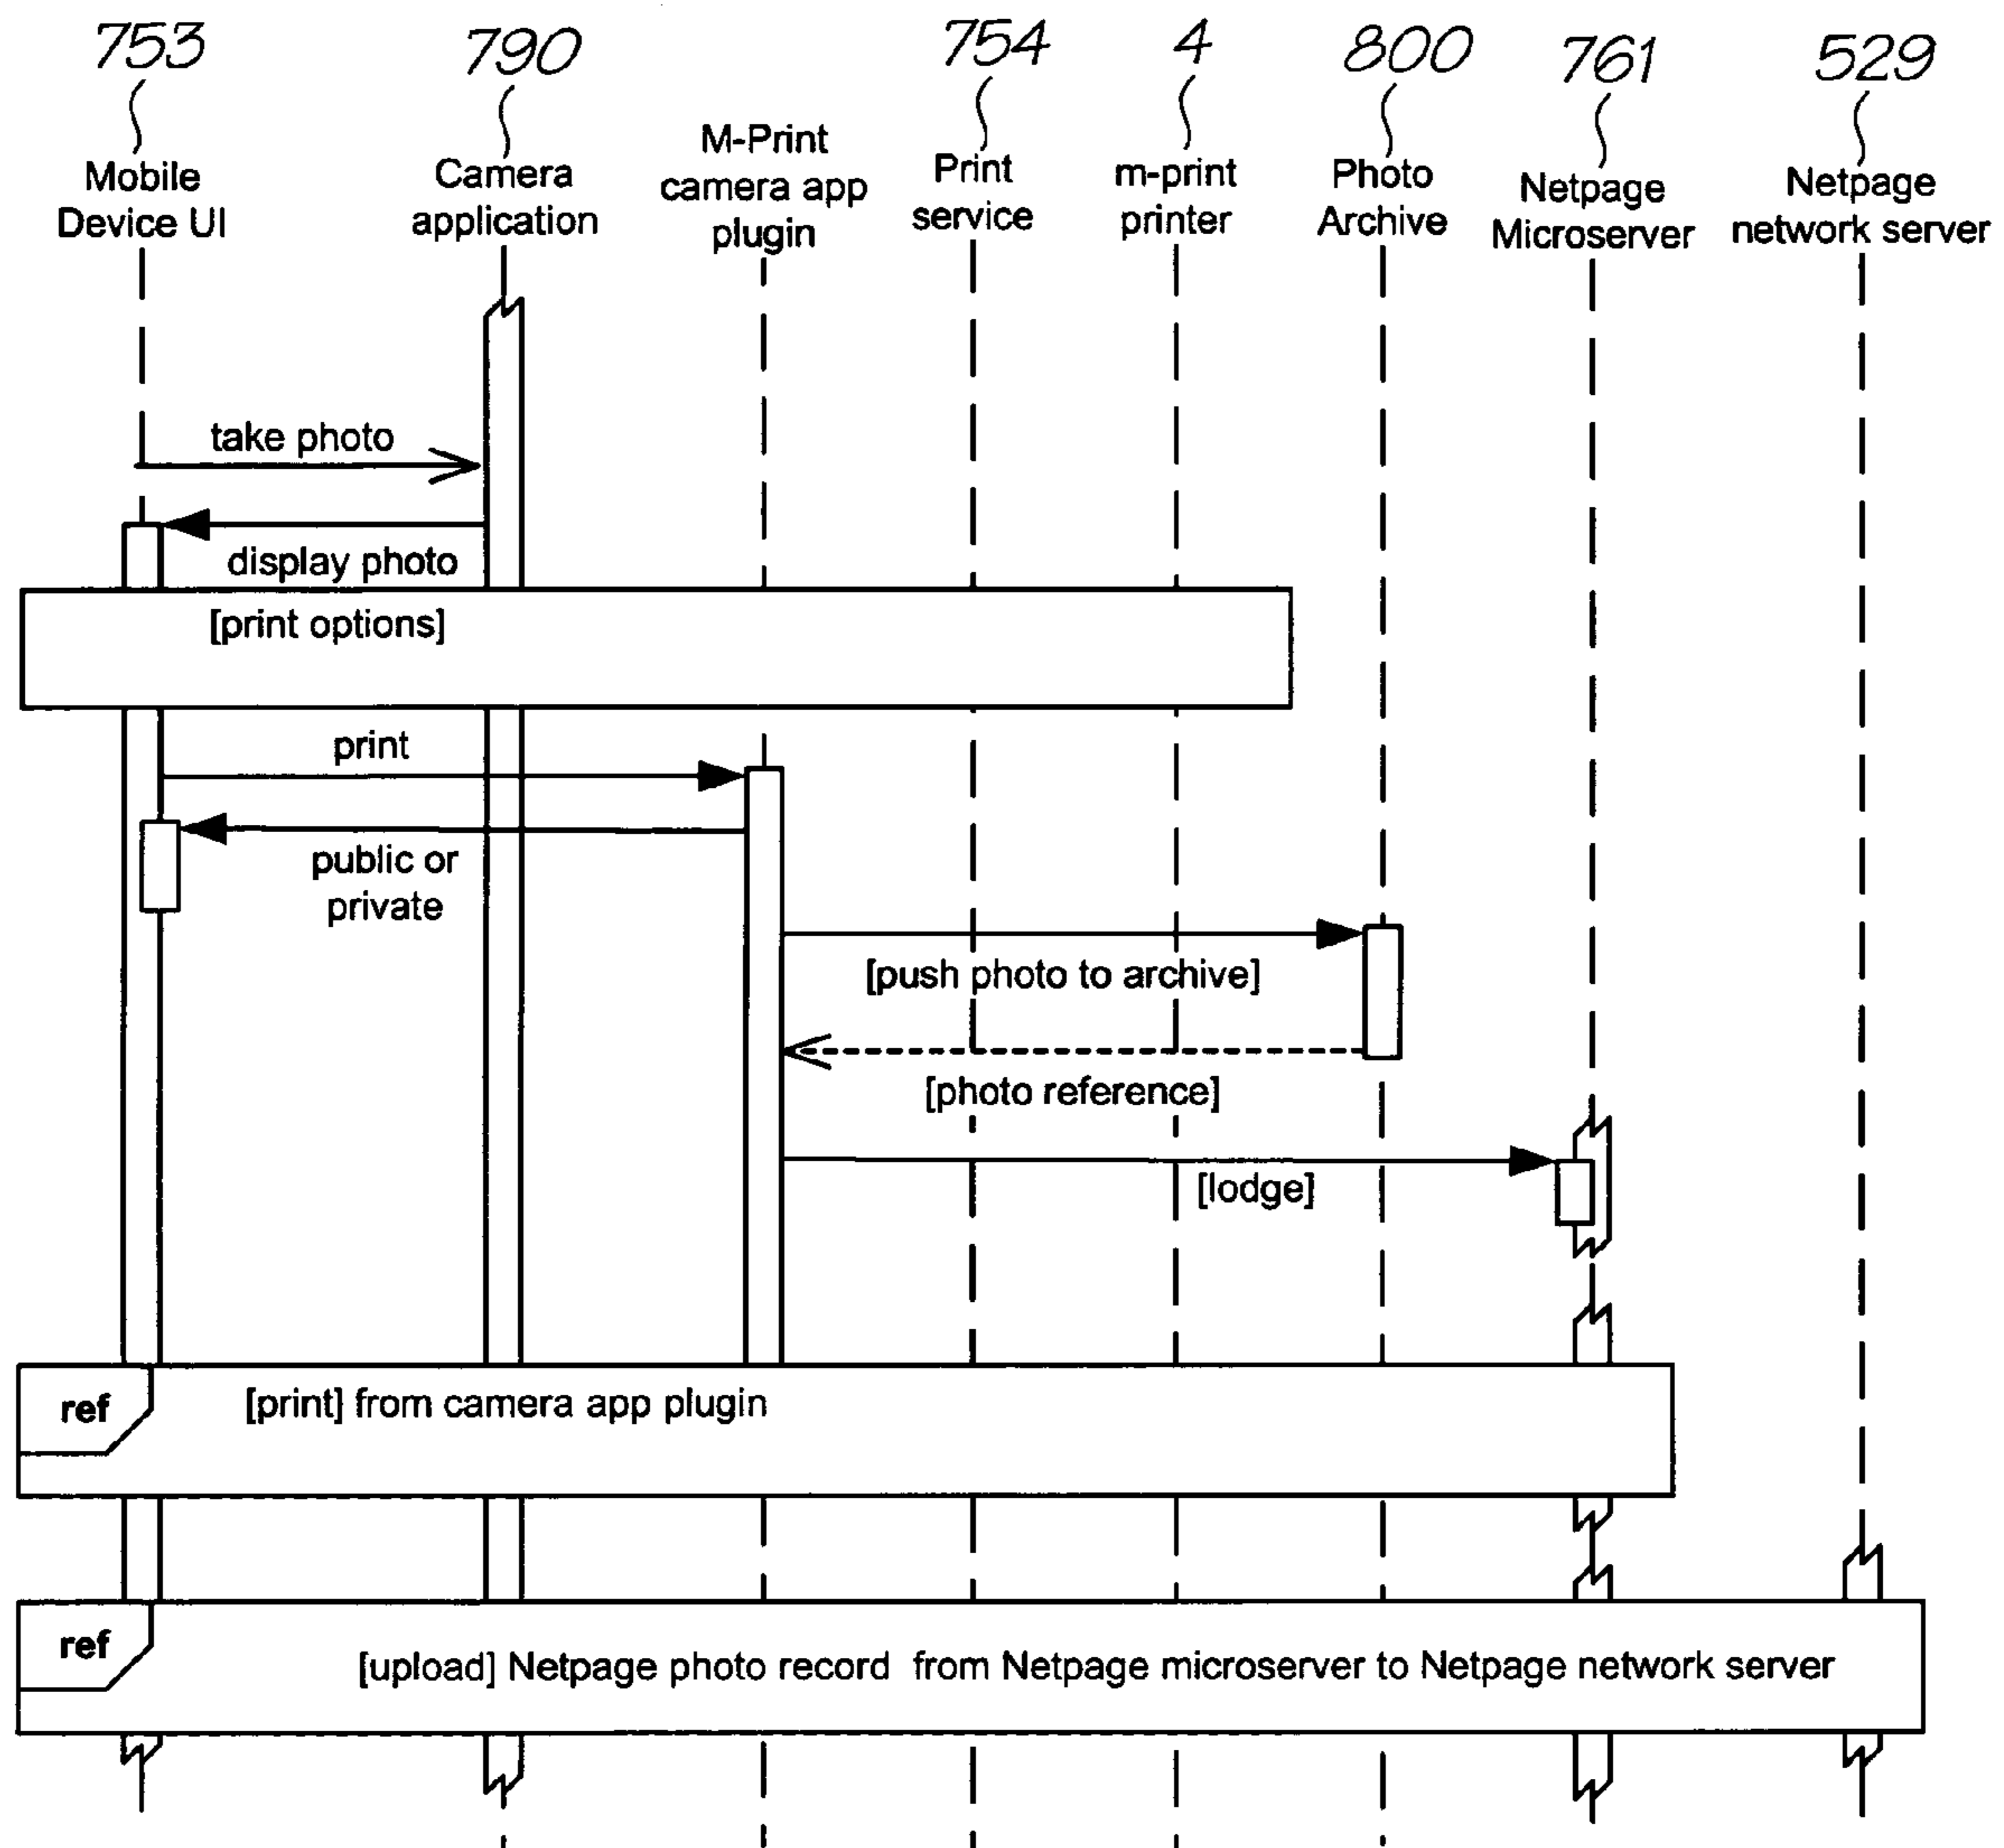 753
790
754
4
800
761
529
Mobile
Device UI
Camera
application
M-Print
camera app
plugin
Print
service
m-print
printer
Photo
Archive
Netpage
Microserver
Netpage
network server
take photo
display photo
[print options]
print
public or
private
[push photo to archive]
[photo reference]
[lodge]
ref
[print] from camera app plugin
ref
[upload] Netpage photo record from Netpage microserver to Netpage network server